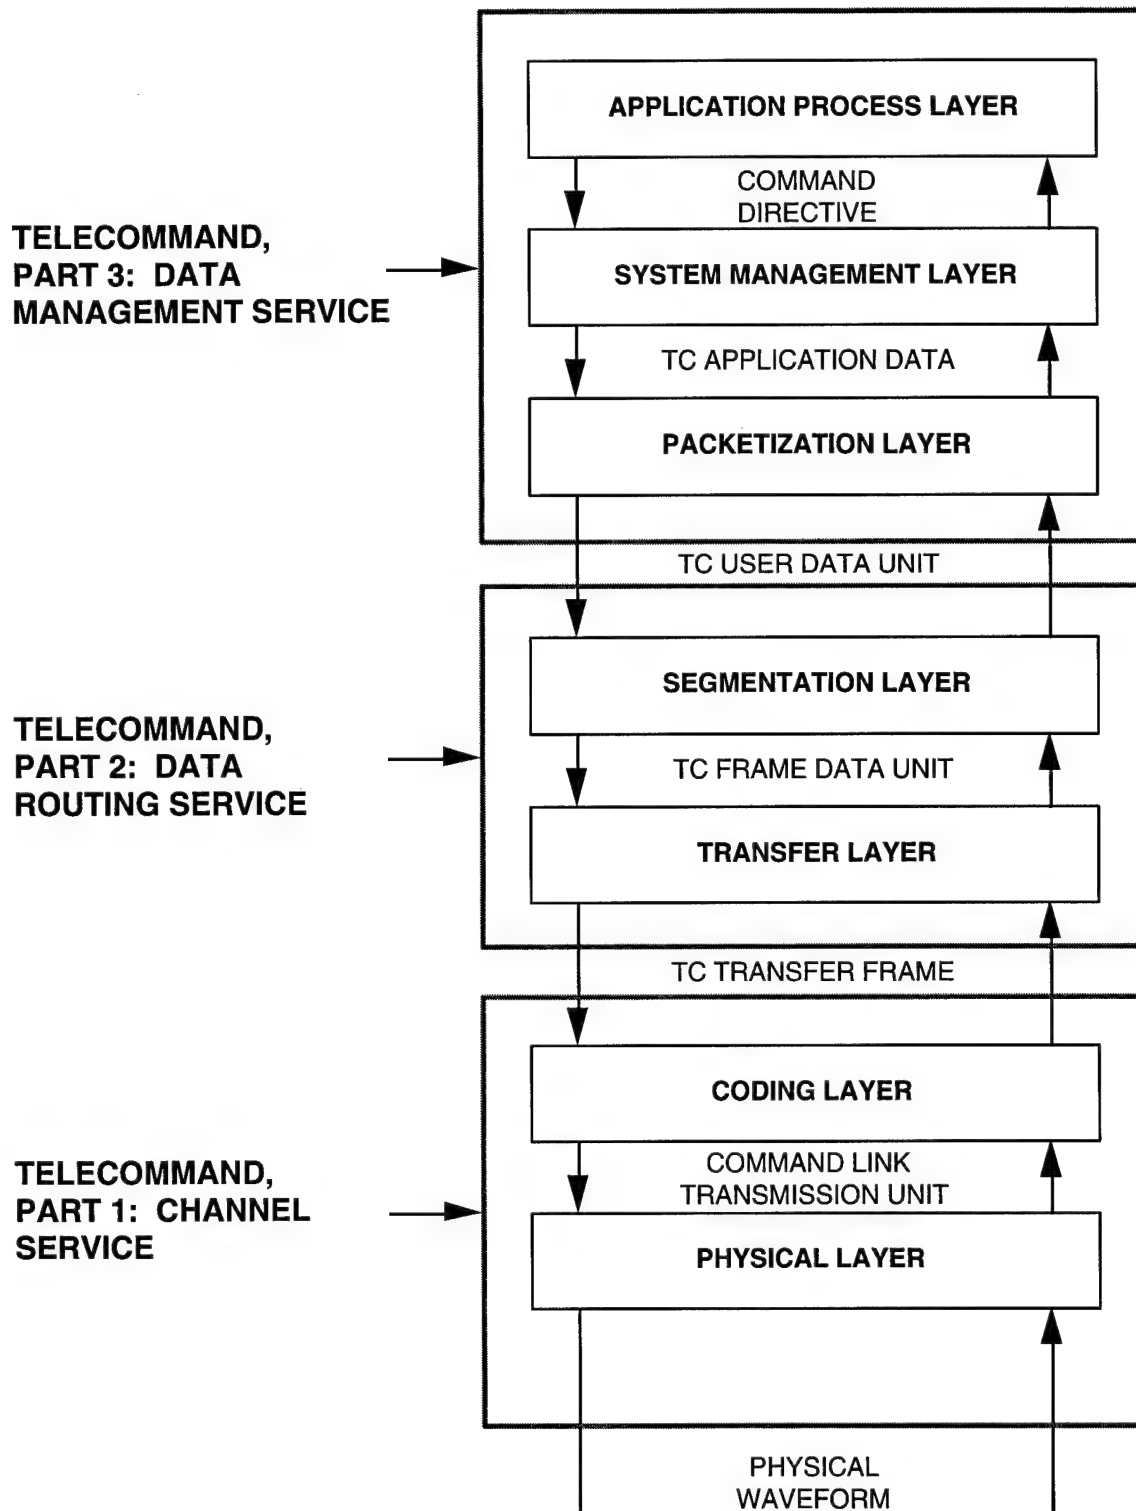 APPLICATION PROCESS LAYER
COMMAND
DIRECTIVE
TELECOMMAND,
PART 3: DATA
MANAGEMENT SERVICE
SYSTEM MANAGEMENT LAYER
TC APPLICATION DATA
PACKETIZATION LAYER
TC USER DATA UNIT
SEGMENTATION LAYER
TELECOMMAND,
PART 2: DATA
ROUTING SERVICE
TC FRAME DATA UNIT
TRANSFER LAYER
TC TRANSFER FRAME
CODING LAYER
TELECOMMAND,
PART 1: CHANNEL
SERVICE
COMMAND LINK
TRANSMISSION UNIT
PHYSICAL LAYER
PHYSICAL
WAVEFORM